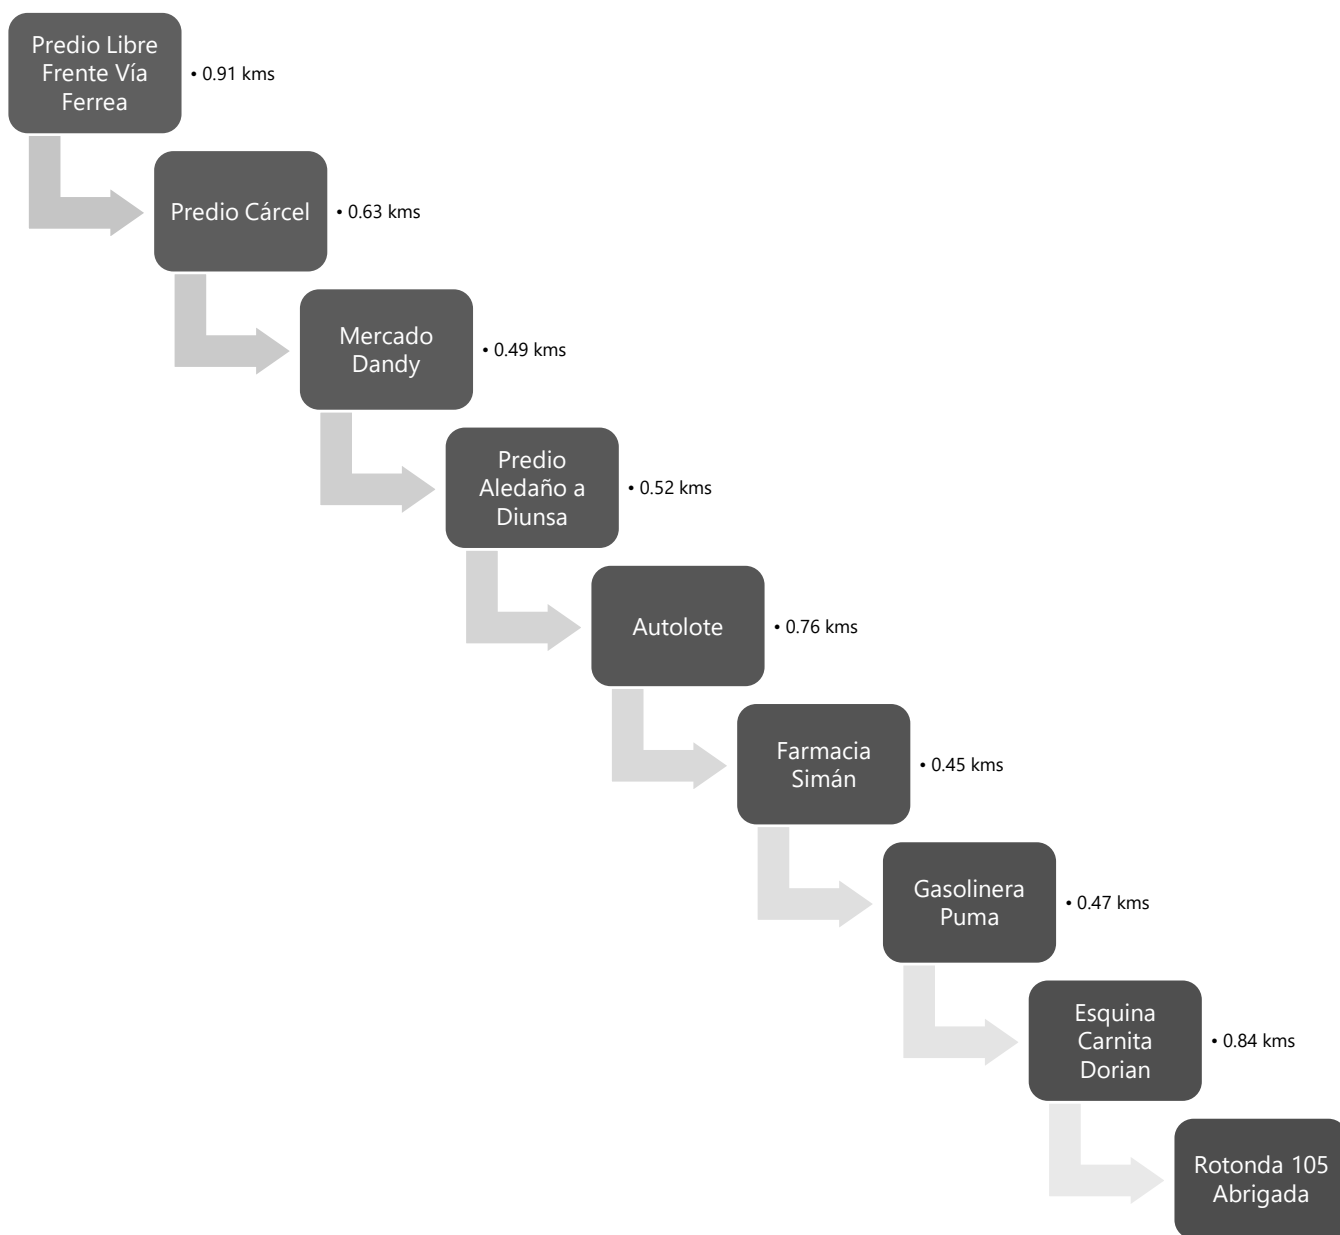 Predio Libre
Frente Vía
Ferrea
• 0.91 kms
Predio Cárcel
• 0.63 kms
Mercado
Dandy
• 0.49 kms
Predio
Aledaño a
Diunsa
• 0.52 kms
Autolote
• 0.76 kms
Farmacia
Simán
• 0.45 kms
Gasolinera
Puma
• 0.47 kms
Esquina
Carnita
Dorian
• 0.84 kms
Rotonda 105
Abrigada